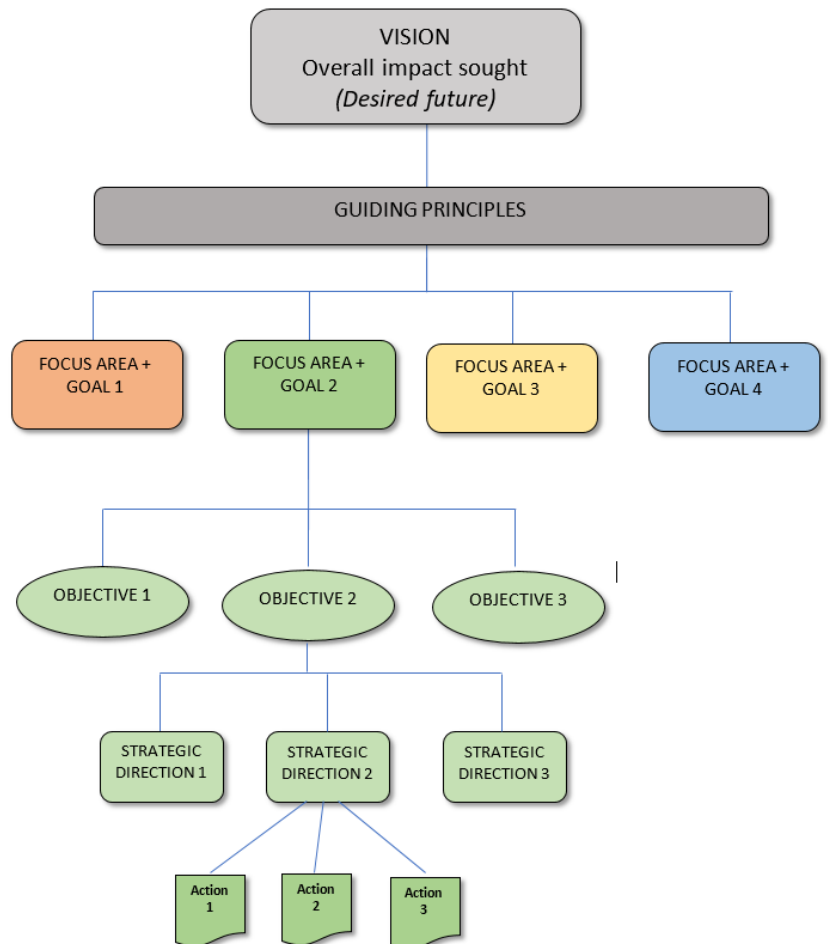 VISION
Overall impact sought
(Desired future)
GUIDING PRINCIPLES
FOCUS AREA +
GOAL 1
FOCUS AREA +
GOAL 2
FOCUS AREA +
GOAL 3
FOCUS AREA +
GOAL 4
OBJECTIVE 1
OBJECTIVE 2
OBJECTIVE 3
STRATEGIC
DIRECTION 1
STRATEGIC
DIRECTION 2
STRATEGIC
DIRECTION 3
Action
1
Action
2
Action
3